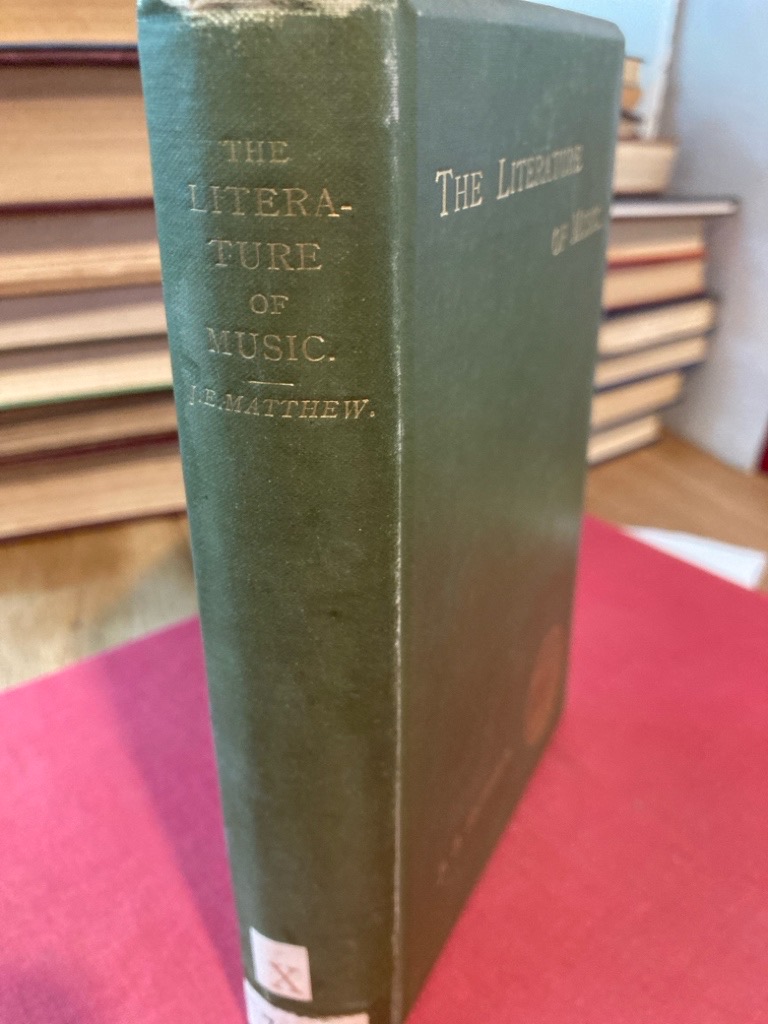 THE
LITERA-
TURE
OF
MUSIC.
J.E.MATTHEW.
X
THE LITERATURE
OF MUSIC